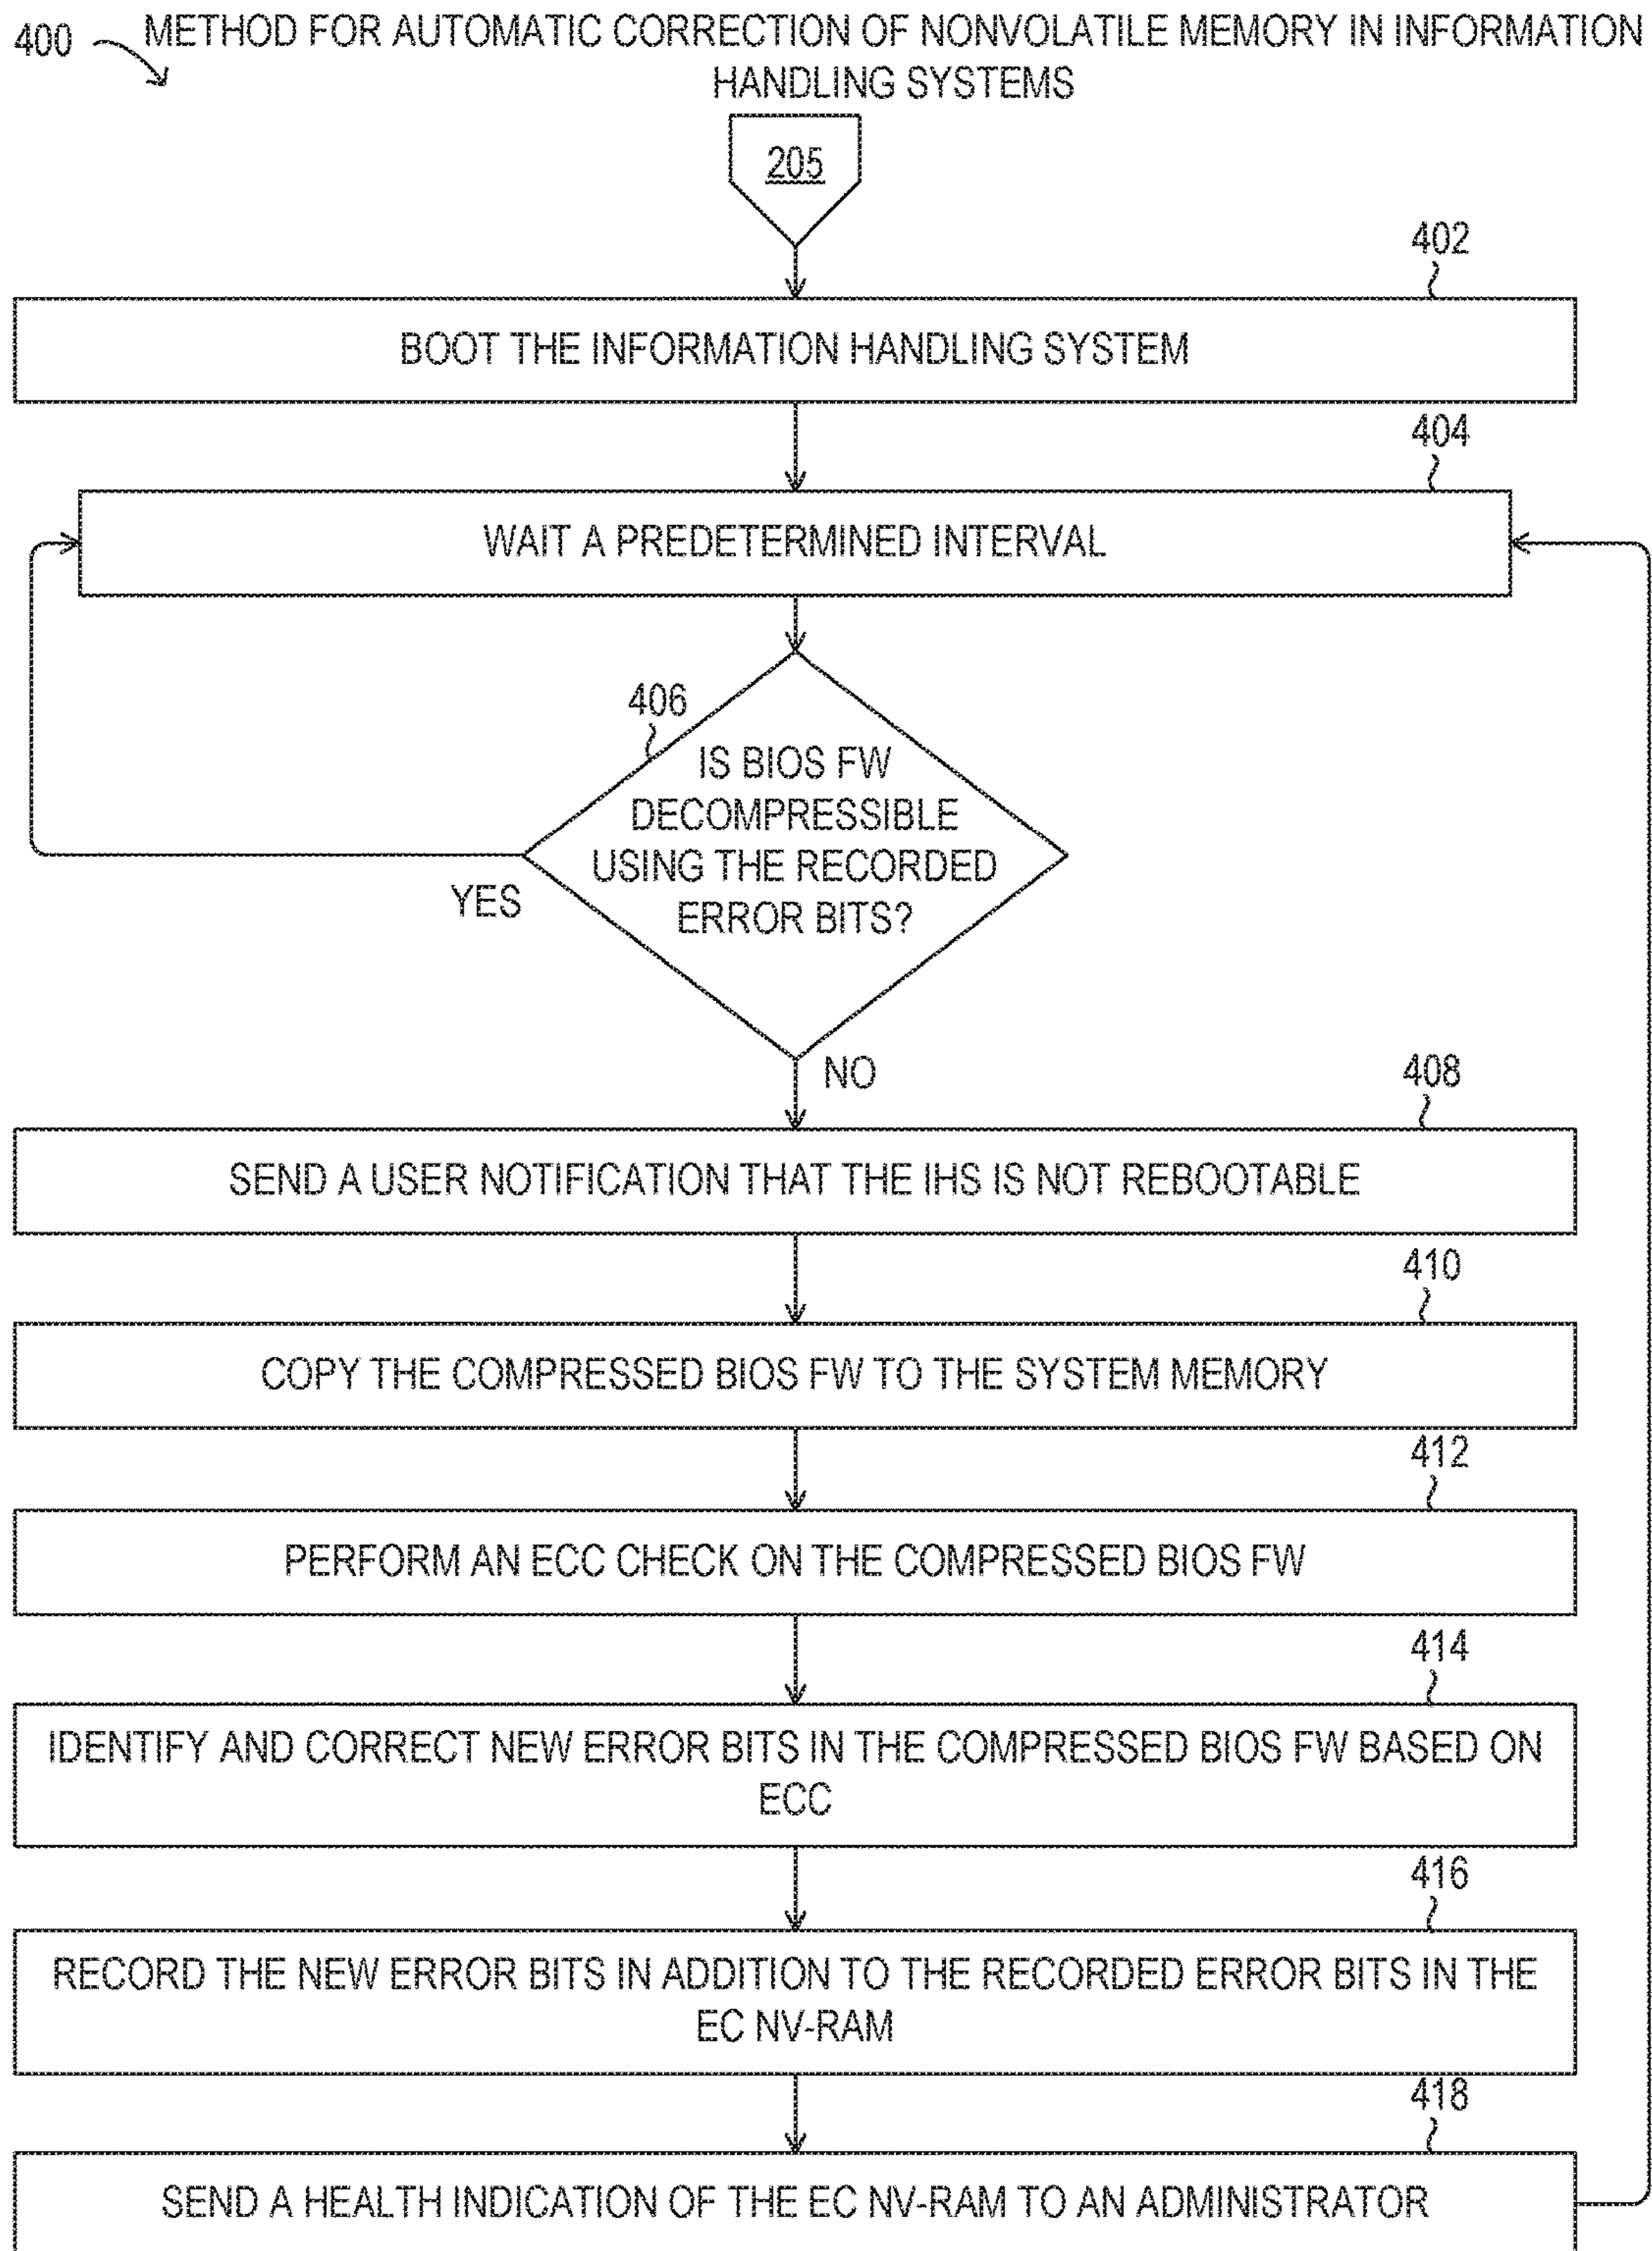 400
METHOD FOR AUTOMATIC CORRECTION OF NONVOLATILE MEMORY IN INFORMATION
HANDLING SYSTEMS
205
402
BOOT THE INFORMATION HANDLING SYSTEM
404
WAIT A PREDETERMINED INTERVAL
406
IS BIOS FW
DECOMPRESSIBLE
USING THE RECORDED
ERROR BITS?
YES
NO
408
SEND A USER NOTIFICATION THAT THE IHS IS NOT REBOOTABLE
410
COPY THE COMPRESSED BIOS FW TO THE SYSTEM MEMORY
412
PERFORM AN ECC CHECK ON THE COMPRESSED BIOS FW
414
IDENTIFY AND CORRECT NEW ERROR BITS IN THE COMPRESSED BIOS FW BASED ON
ECC
416
RECORD THE NEW ERROR BITS IN ADDITION TO THE RECORDED ERROR BITS IN THE
EC NV-RAM
418
SEND A HEALTH INDICATION OF THE EC NV-RAM TO AN ADMINISTRATOR